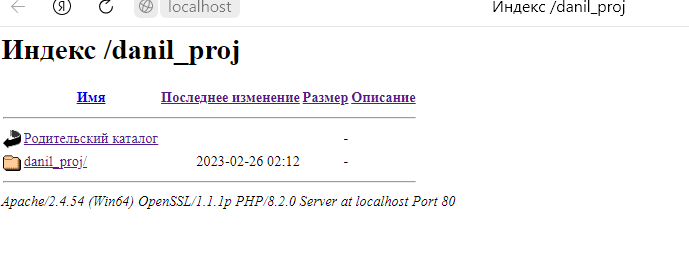 Я localhost Индекс /danil_proj
Индекс /danil_proj
Имя Последнее изменение Размер Описание
Родительский каталог -
danil_proj/ 2023-02-26 02:12 -
Apache/2.4.54 (Win64) OpenSSL/1.1.1p PHP/8.2.0 Server at localhost Port 80